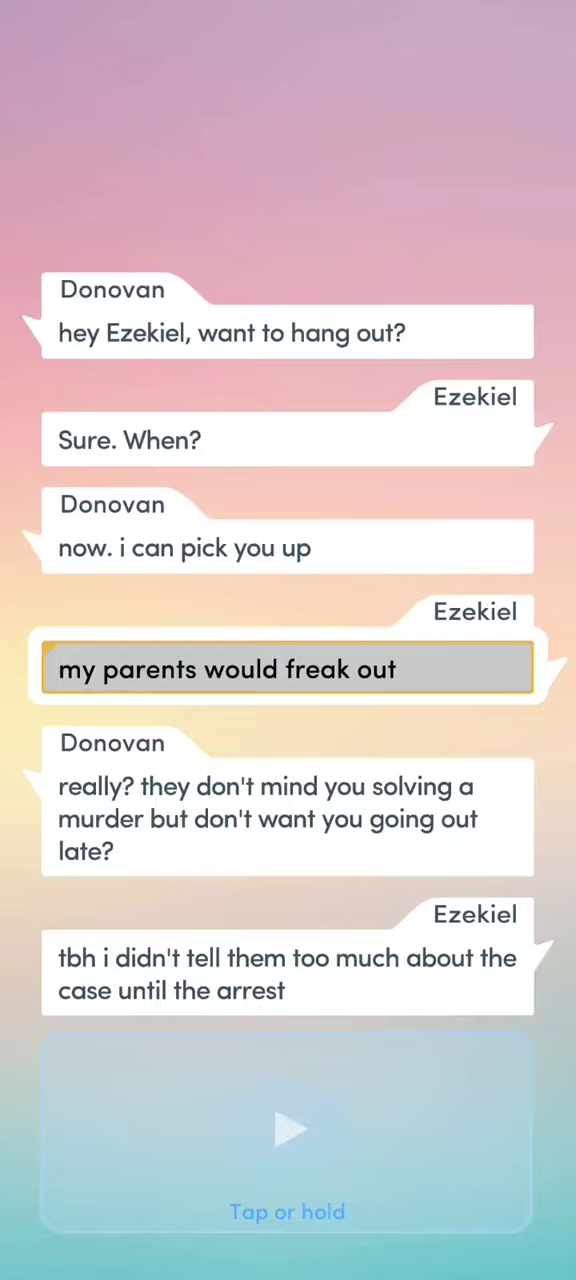 Donovan
hey Ezekiel, want to hang out?
Ezekiel
Sure. When?
Donovan
now. i can pick you up
Ezekiel
my parents would freak out
Donovan
really? they don't mind you solving a
murder but don't want you going out
late?
Ezekiel
tbh i didn't tell them too much about the
case until the arrest
Tap or hold